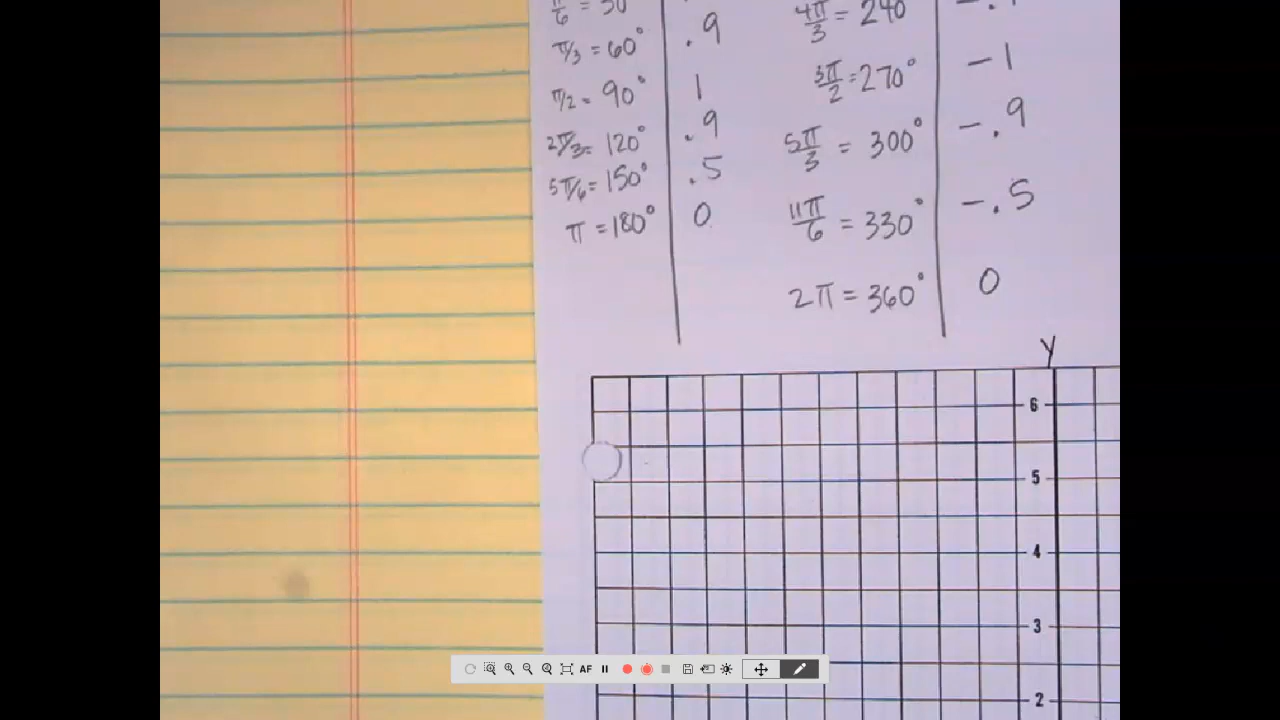 π/6 = 30
π/3 = 60° .9
π/2 = 90° 1
2π/3 = 120° .9
5π/6 = 150° .5
π = 180° 0
4π/3 = 240
3π/2 = 270° -1
5π/3 = 300° -.9
11π/6 = 330° -.5
2π = 360° 0
y
6
5
4
3
2
AF